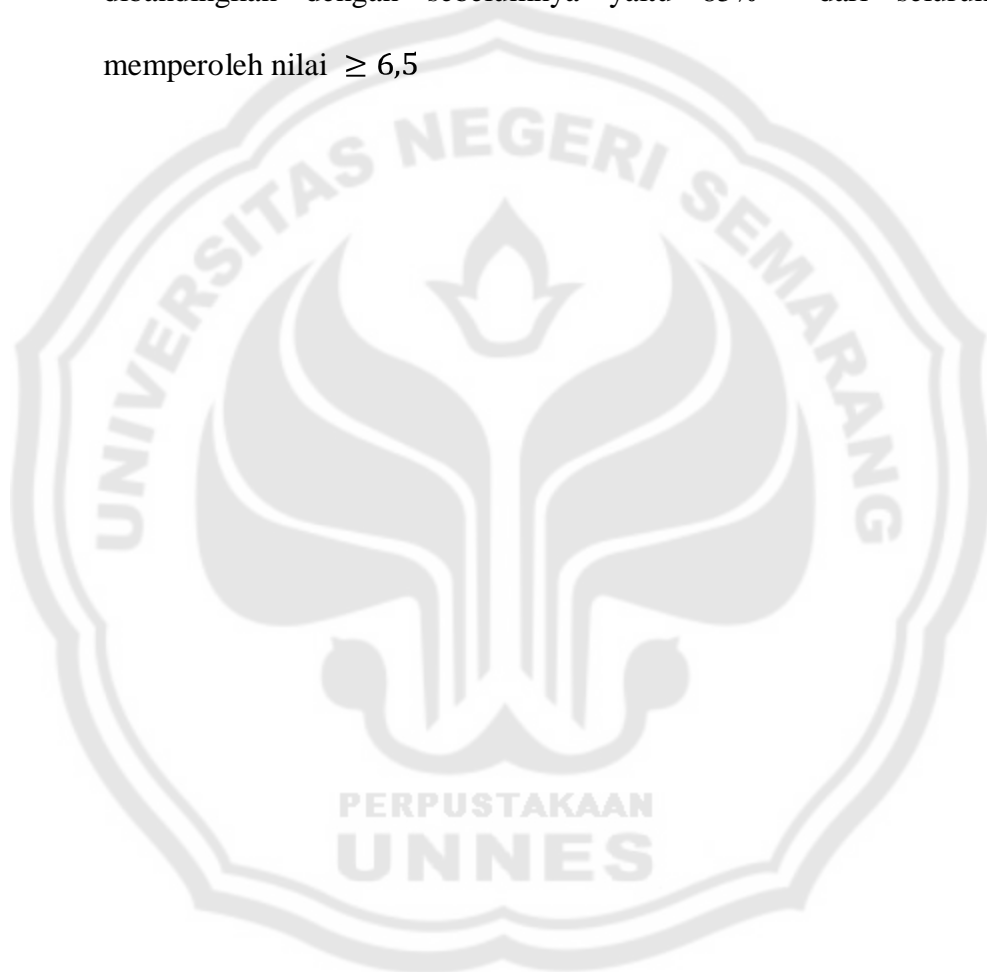 memperoleh nilai ≥ 6,5
UNIVERSITAS NEGERI SEMARANG
PERPUSTAKAAN
UNNES